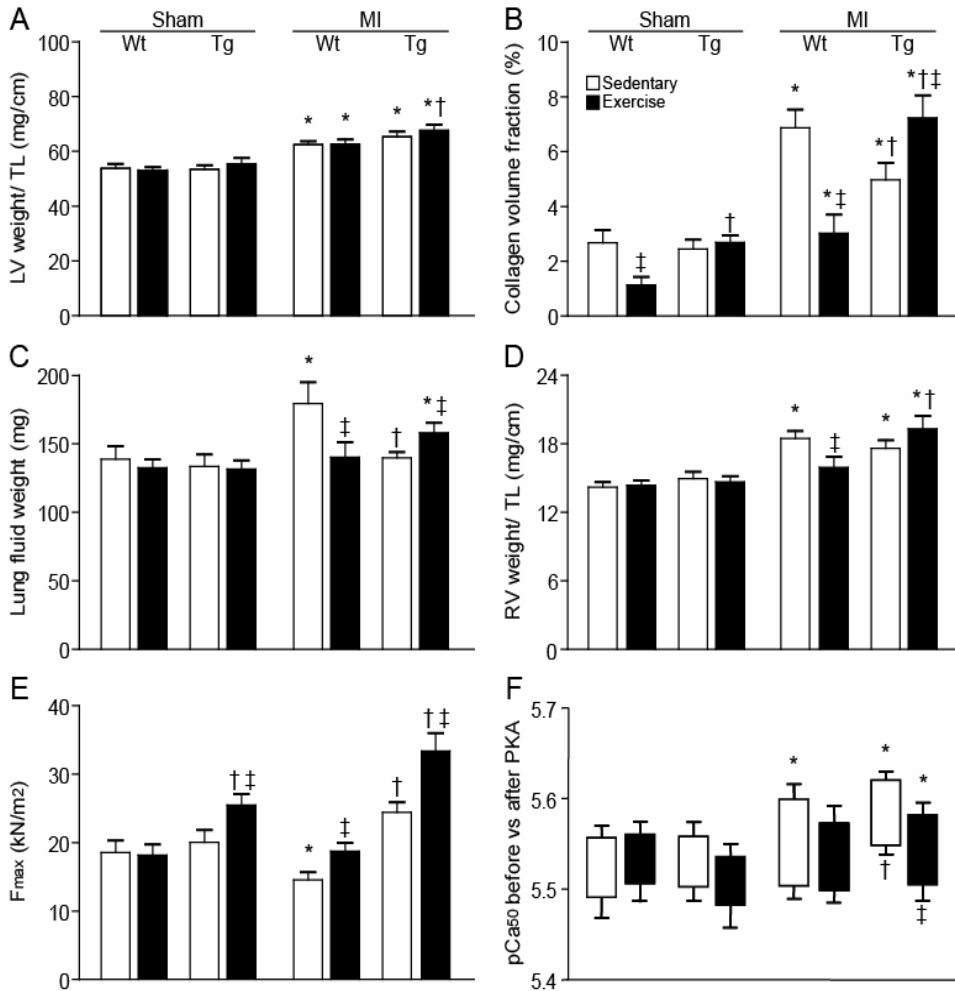 A
Sham MI
Wt Tg Wt Tg
LV weight/ TL (mg/cm)
80
60
40
20
0
* * * *†
B
Sham MI
Wt Tg Wt Tg
Collagen volume fraction (%)
10
8
6
4
2
0
Sedentary
Exercise
‡ † * *‡ *† *†‡
C
Lung fluid weight (mg)
200
150
100
50
0
* ‡ † *‡
D
RV weight/ TL (mg/cm)
24
18
12
6
0
* ‡ * *†
E
Fmax (kN/m2)
40
30
20
10
0
†‡ * ‡ † †‡
F
pCa50 before vs after PKA
5.7
5.6
5.5
5.4
* * *
† ‡